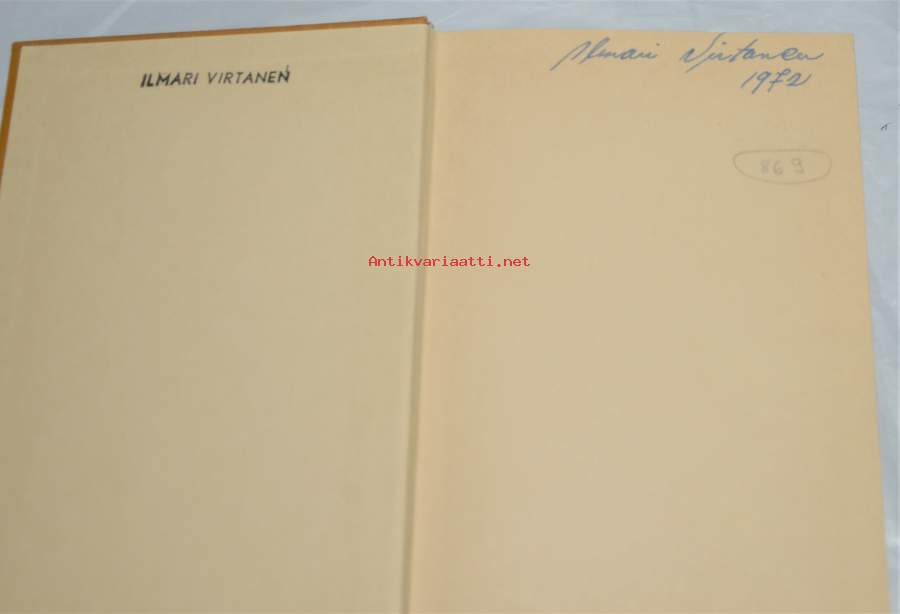 ILMARI VIRTANEN
Ilmari Virtanen
1972
869
Antikvariaatti.net